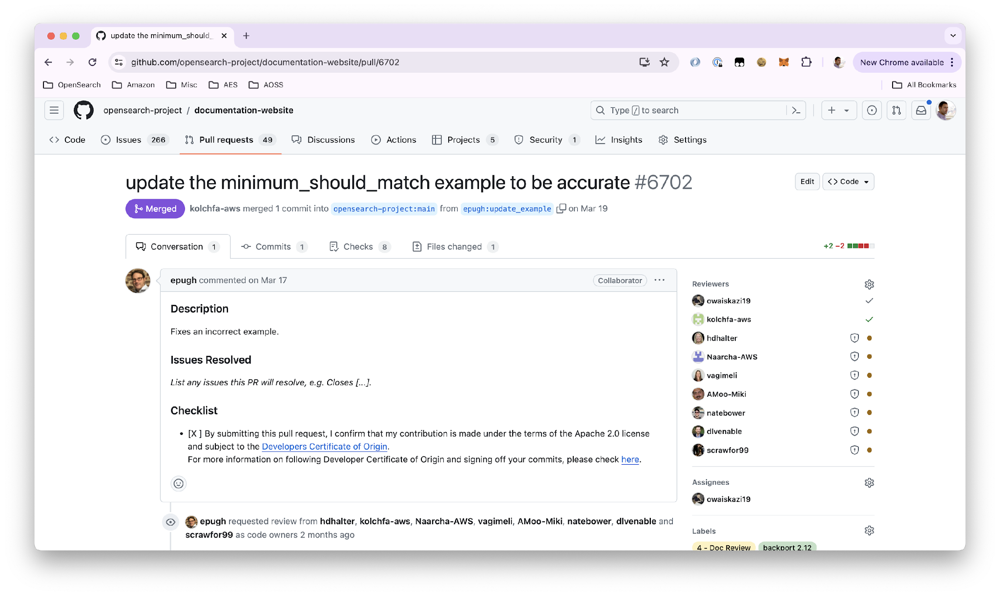 update the minimum_should_
github.com/opensearch-project/documentation-website/pull/6702
New Chrome available
OpenSearch Amazon Misc AES AOSS All Bookmarks
opensearch-project / documentation-website
Type / to search
Code Issues 266 Pull requests 49 Discussions Actions Projects 5 Security 1 Insights Settings
update the minimum_should_match example to be accurate #6702
Edit <> Code
Merged kolchfa-aws merged 1 commit into opensearch-project:main from epugh:update_example on Mar 19
Conversation 1 Commits 1 Checks 8 Files changed 1 +2 −2
epugh commented on Mar 17 Collaborator ...
Description
Fixes an incorrect example.
Issues Resolved
List any issues this PR will resolve, e.g. Closes [...].
Checklist
• [X ] By submitting this pull request, I confirm that my contribution is made under the terms of the Apache 2.0 license
and subject to the Developers Certificate of Origin.
For more information on following Developer Certificate of Origin and signing off your commits, please check here.
epugh requested review from hdhalter, kolchfa-aws, Naarcha-AWS, vagimeli, AMoo-Miki, natebower, dlvenable and
scrawfor99 as code owners 2 months ago
Reviewers
owaiskazi19
kolchfa-aws
hdhalter
Naarcha-AWS
vagimeli
AMoo-Miki
natebower
dlvenable
scrawfor99
Assignees
owaiskazi19
Labels
4 - Doc Review backport 2.12